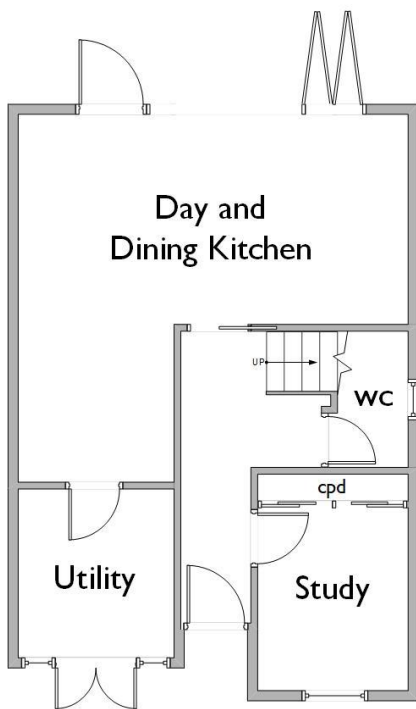 Day and
Dining Kitchen
UP
WC
cpd
Utility
Study